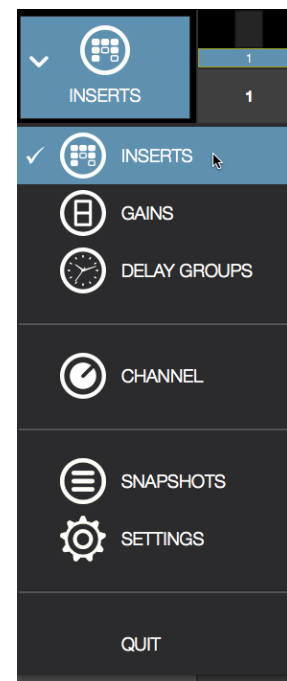 1
INSERTS
1
INSERTS
GAINS
DELAY GROUPS
CHANNEL
SNAPSHOTS
SETTINGS
QUIT